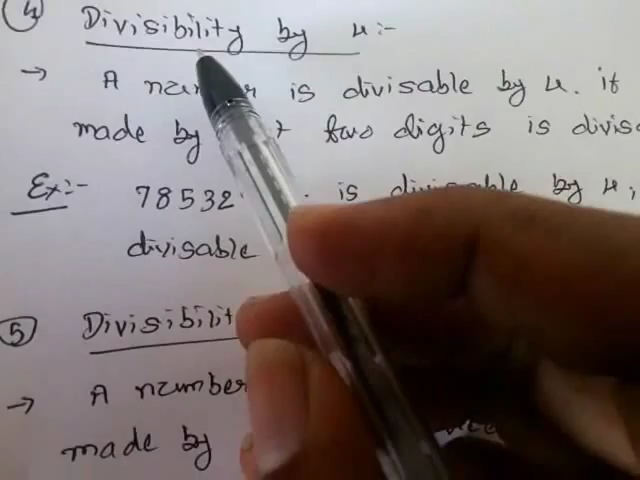 ④ Divisibility by 4:-
→ A number is divisable by 4. if
made by two digits is divisa
Ex:- 78532 is divisable by 4,
divisable
⑤ Divisibilit
→ A number
made by